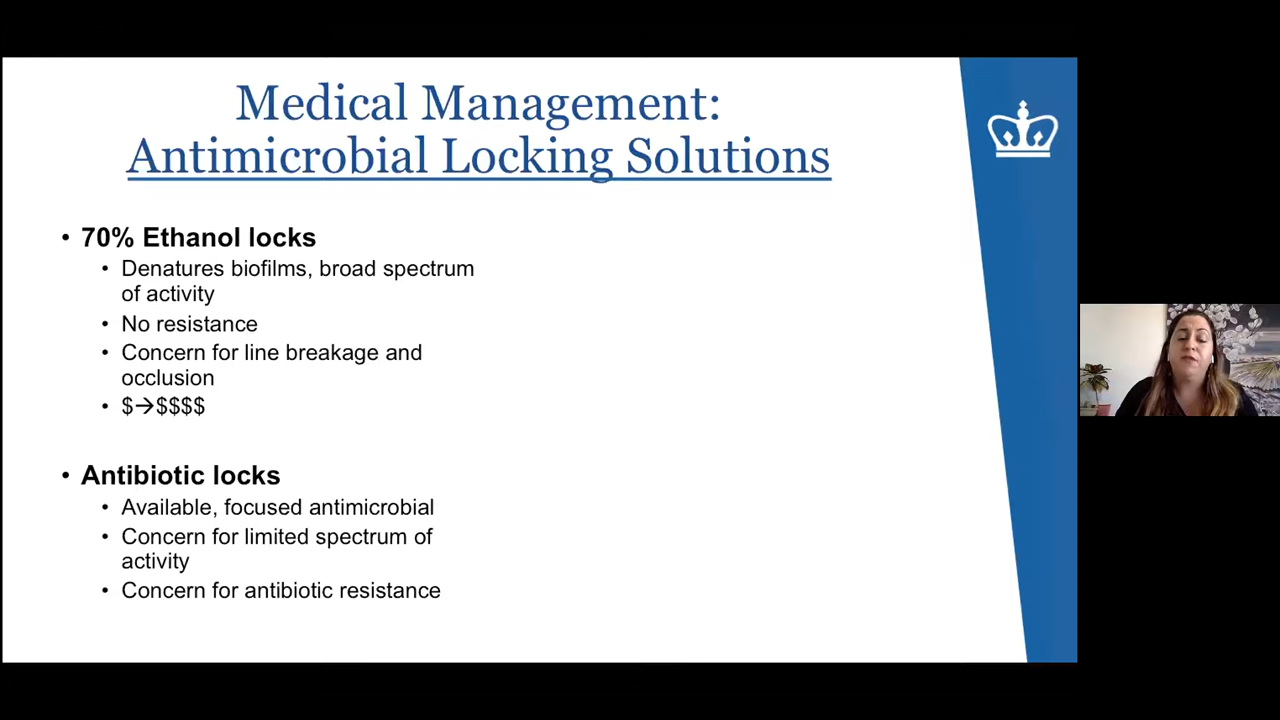 Medical Management:
Antimicrobial Locking Solutions
• 70% Ethanol locks
• Denatures biofilms, broad spectrum
of activity
• No resistance
• Concern for line breakage and
occlusion
• $→$$$$
• Antibiotic locks
• Available, focused antimicrobial
• Concern for limited spectrum of
activity
• Concern for antibiotic resistance